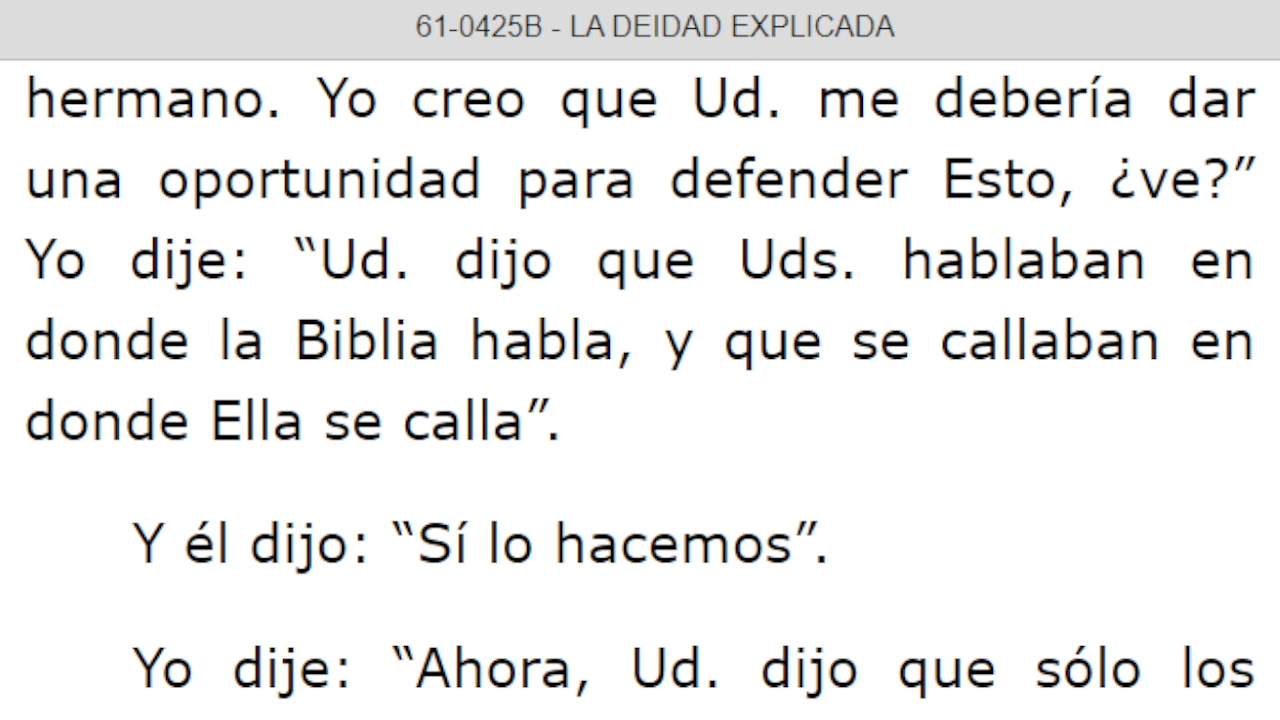 61-0425B - LA DEIDAD EXPLICADA
hermano. Yo creo que Ud. me debería dar
una oportunidad para defender Esto, ¿ve?”
Yo dije: “Ud. dijo que Uds. hablaban en
donde la Biblia habla, y que se callaban en
donde Ella se calla”.
Y él dijo: “Sí lo hacemos”.
Yo dije: “Ahora, Ud. dijo que sólo los